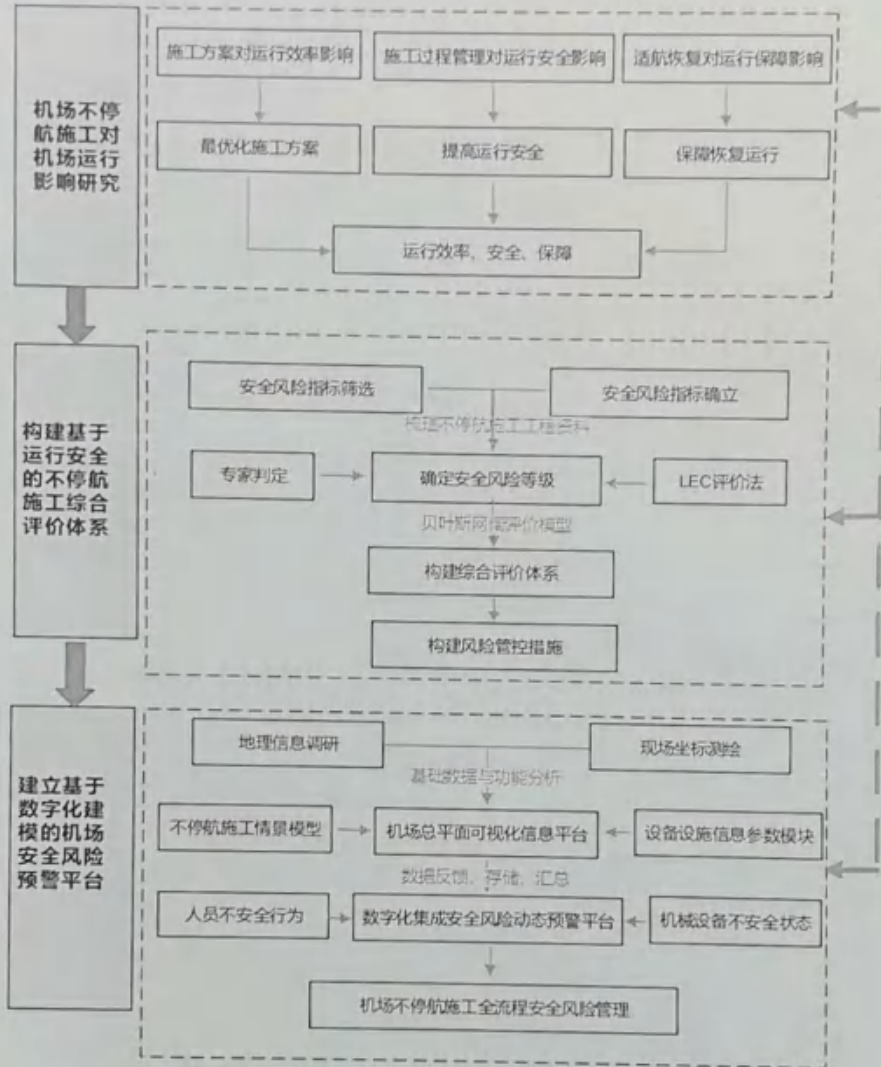 施工方案对运行效率影响
施工过程管理对运行安全影响
适航恢复对运行保障影响
机场不停
航施工对
机场运行
影响研究
最优化施工方案
提高运行安全
保障恢复运行
运行效率、安全、保障
安全风险指标筛选
安全风险指标确立
梳理不停航施工工程资料
构建基于
运行安全
的不停航
施工综合
评价体系
专家判定
确定安全风险等级
LEC评价法
贝叶斯网络评价模型
构建综合评价体系
构建风险管控措施
地理信息调研
现场坐标测绘
基础数据与功能分析
建立基于
数字化建
模的机场
安全风险
预警平台
不停航施工情景模型
机场总平面可视化信息平台
设备设施信息参数模块
数据反馈、存储、汇总
人员不安全行为
数字化集成安全风险动态预警平台
机械设备不安全状态
机场不停航施工全流程安全风险管理